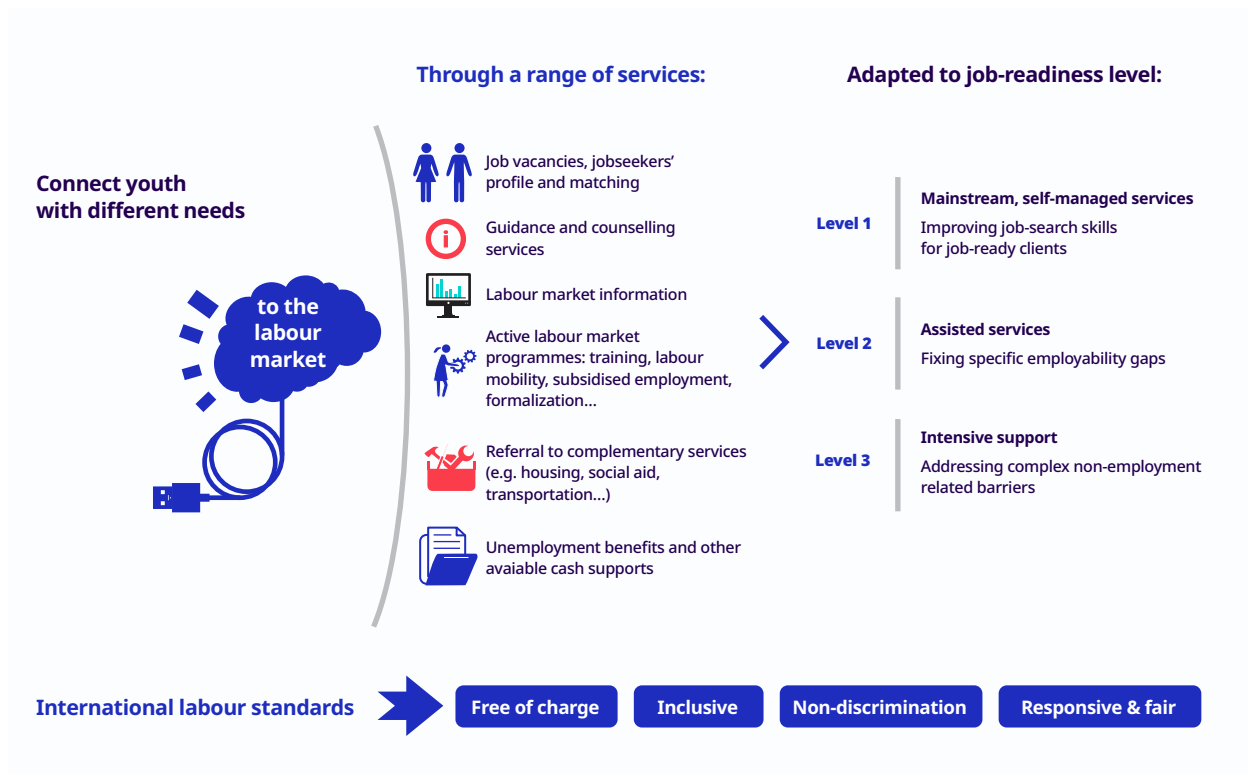 Through a range of services:
Adapted to job-readiness level:
Connect youth
with different needs
to the
labour
market
Job vacancies, jobseekers’
profile and matching
Guidance and counselling
services
Labour market information
Active labour market
programmes: training, labour
mobility, subsidised employment,
formalization...
Referral to complementary services
(e.g. housing, social aid,
transportation...)
Unemployment benefits and other
avaiable cash supports
Level 1
Mainstream, self-managed services
Improving job-search skills
for job-ready clients
Level 2
Assisted services
Fixing specific employability gaps
Level 3
Intensive support
Addressing complex non-employment
related barriers
International labour standards
Free of charge
Inclusive
Non-discrimination
Responsive & fair